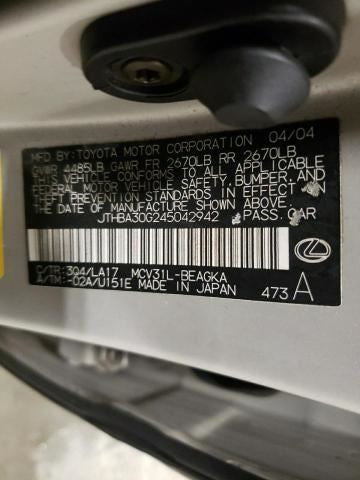 MFD BY: TOYOTA MOTOR CORPORATION 04/04
GVWR 4485LB GAWR FR 2670LB RR 2670LB
THIS VEHICLE CONFORMS TO ALL APPLICABLE
FEDERAL MOTOR VEHICLE SAFETY, BUMPER, AND
THEFT PREVENTION STANDARDS IN EFFECT ON
THE DATE OF MANUFACTURE SHOWN ABOVE.
JTHBA30G245042942 PASS.CAR
C/TR: 3Q4/LA17 MCV31L-BEAGKA
A/TM: -02A/U151E MADE IN JAPAN
473 A